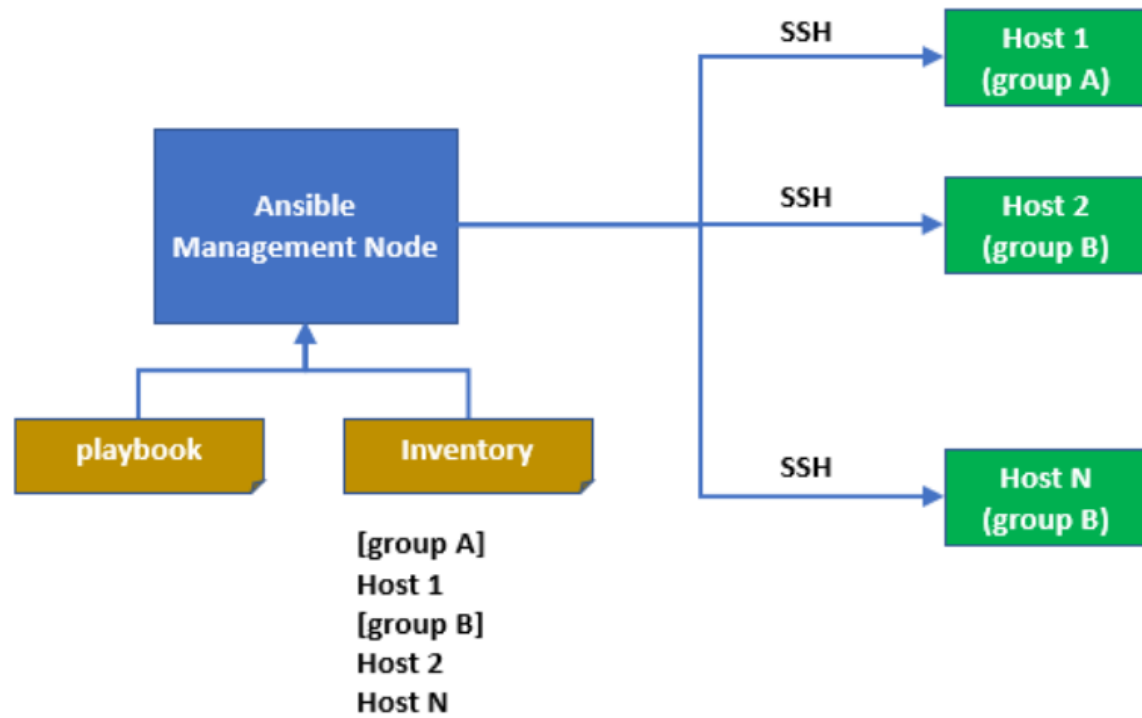 SSH
Host 1
(group A)
Ansible
Management Node
SSH
Host 2
(group B)
playbook
Inventory
SSH
Host N
(group B)
[group A]
Host 1
[group B]
Host 2
Host N